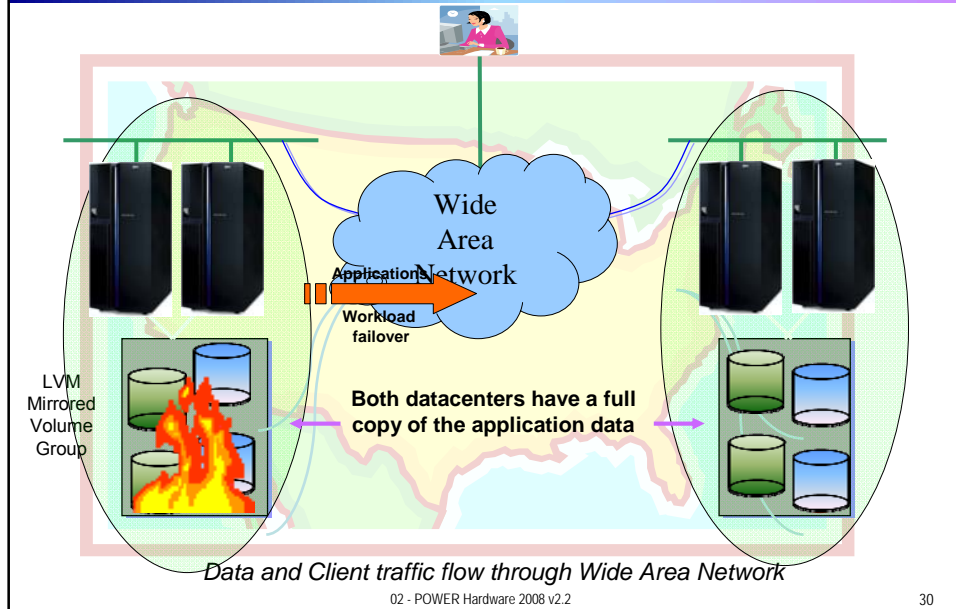 Wide
Area
Network
Applications
Workload
failover
LVM
Mirrored
Volume
Group
Both datacenters have a full
copy of the application data
Data and Client traffic flow through Wide Area Network
02 - POWER Hardware 2008 v2.2
30